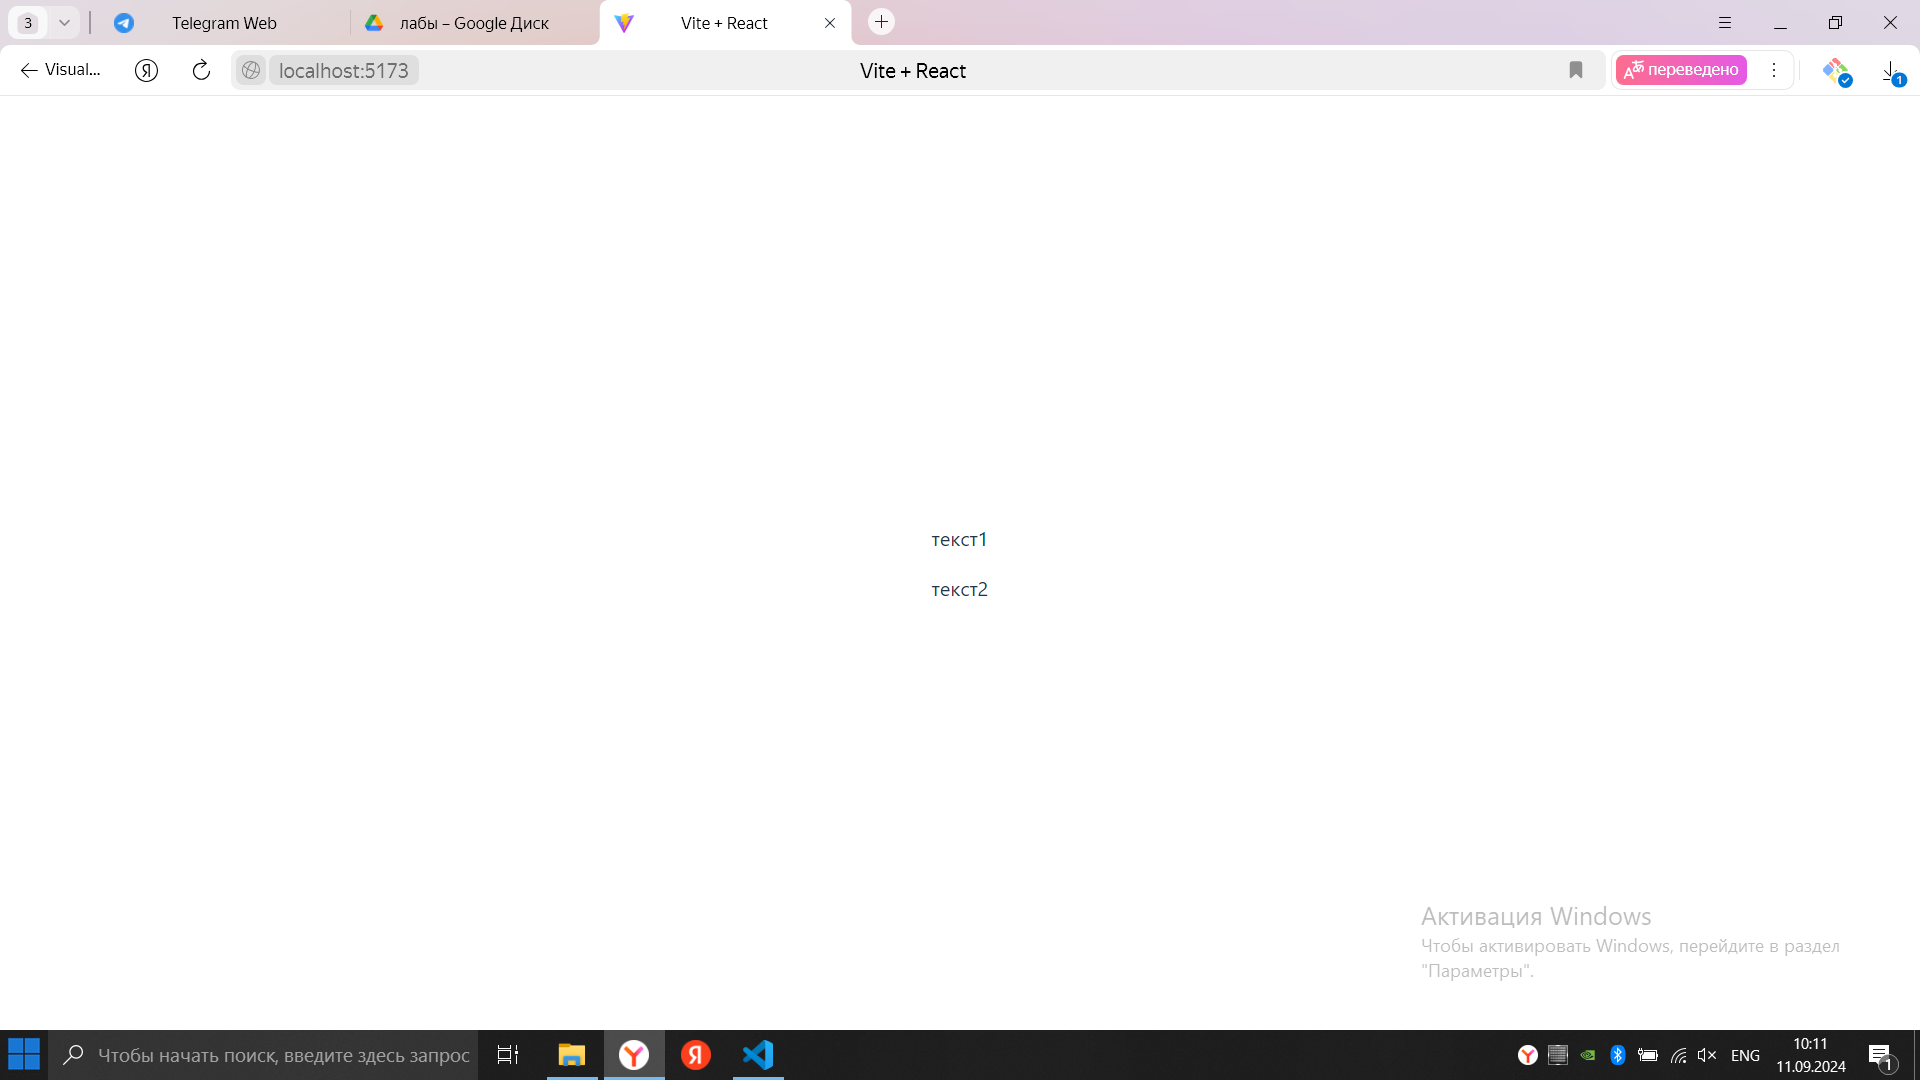 3
Telegram Web
лабы – Google Диск
Vite + React
Visual...
localhost:5173
Vite + React
переведено
1
текст1
текст2
Активация Windows
Чтобы активировать Windows, перейдите в раздел
"Параметры".
Чтобы начать поиск, введите здесь запрос
ENG
10:11
11.09.2024
1